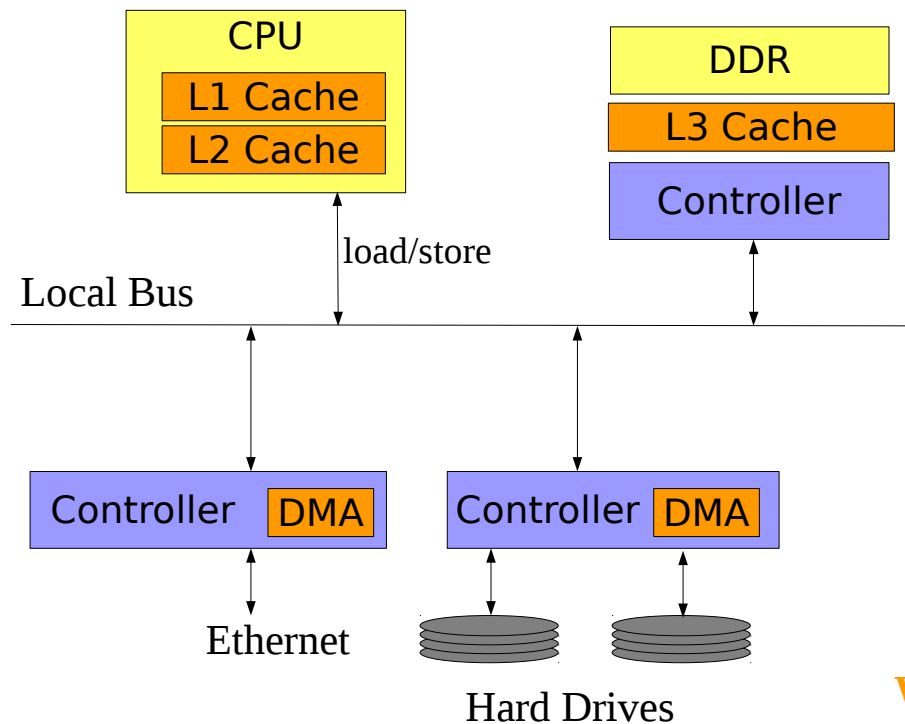 CPU
L1 Cache
L2 Cache
DDR
L3 Cache
Controller
load/store
Local Bus
Controller
DMA
Controller
DMA
Ethernet
Hard Drives